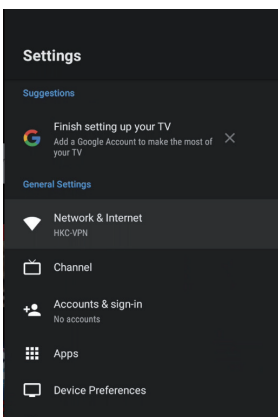 Settings
Suggestions
Finish setting up your TV
Add a Google Account to make the most of
your TV
General Settings
Network & Internet
HKC-VPN
Channel
Accounts & sign-in
No accounts
Apps
Device Preferences